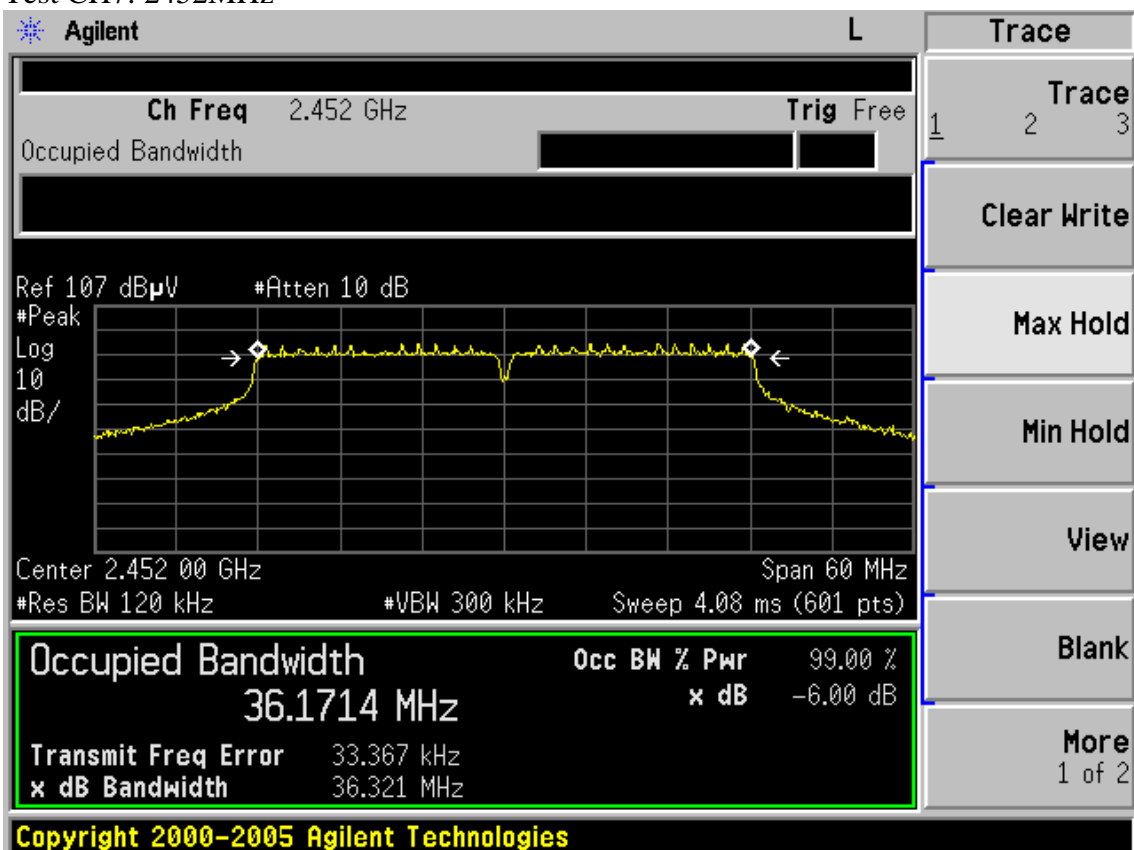 Test CH7: 2452MHz
Agilent L Trace
Ch Freq 2.452 GHz Trig Free
Occupied Bandwidth
Trace
1 2 3
Clear Write
Max Hold
Min Hold
View
Blank
More
1 of 2
Ref 107 dBµV #Atten 10 dB
#Peak
Log
10
dB/
Center 2.452 00 GHz Span 60 MHz
#Res BW 120 kHz #VBW 300 kHz Sweep 4.08 ms (601 pts)
Occupied Bandwidth Occ BW % Pwr 99.00 %
36.1714 MHz x dB -6.00 dB
Transmit Freq Error 33.367 kHz
x dB Bandwidth 36.321 MHz
Copyright 2000-2005 Agilent Technologies